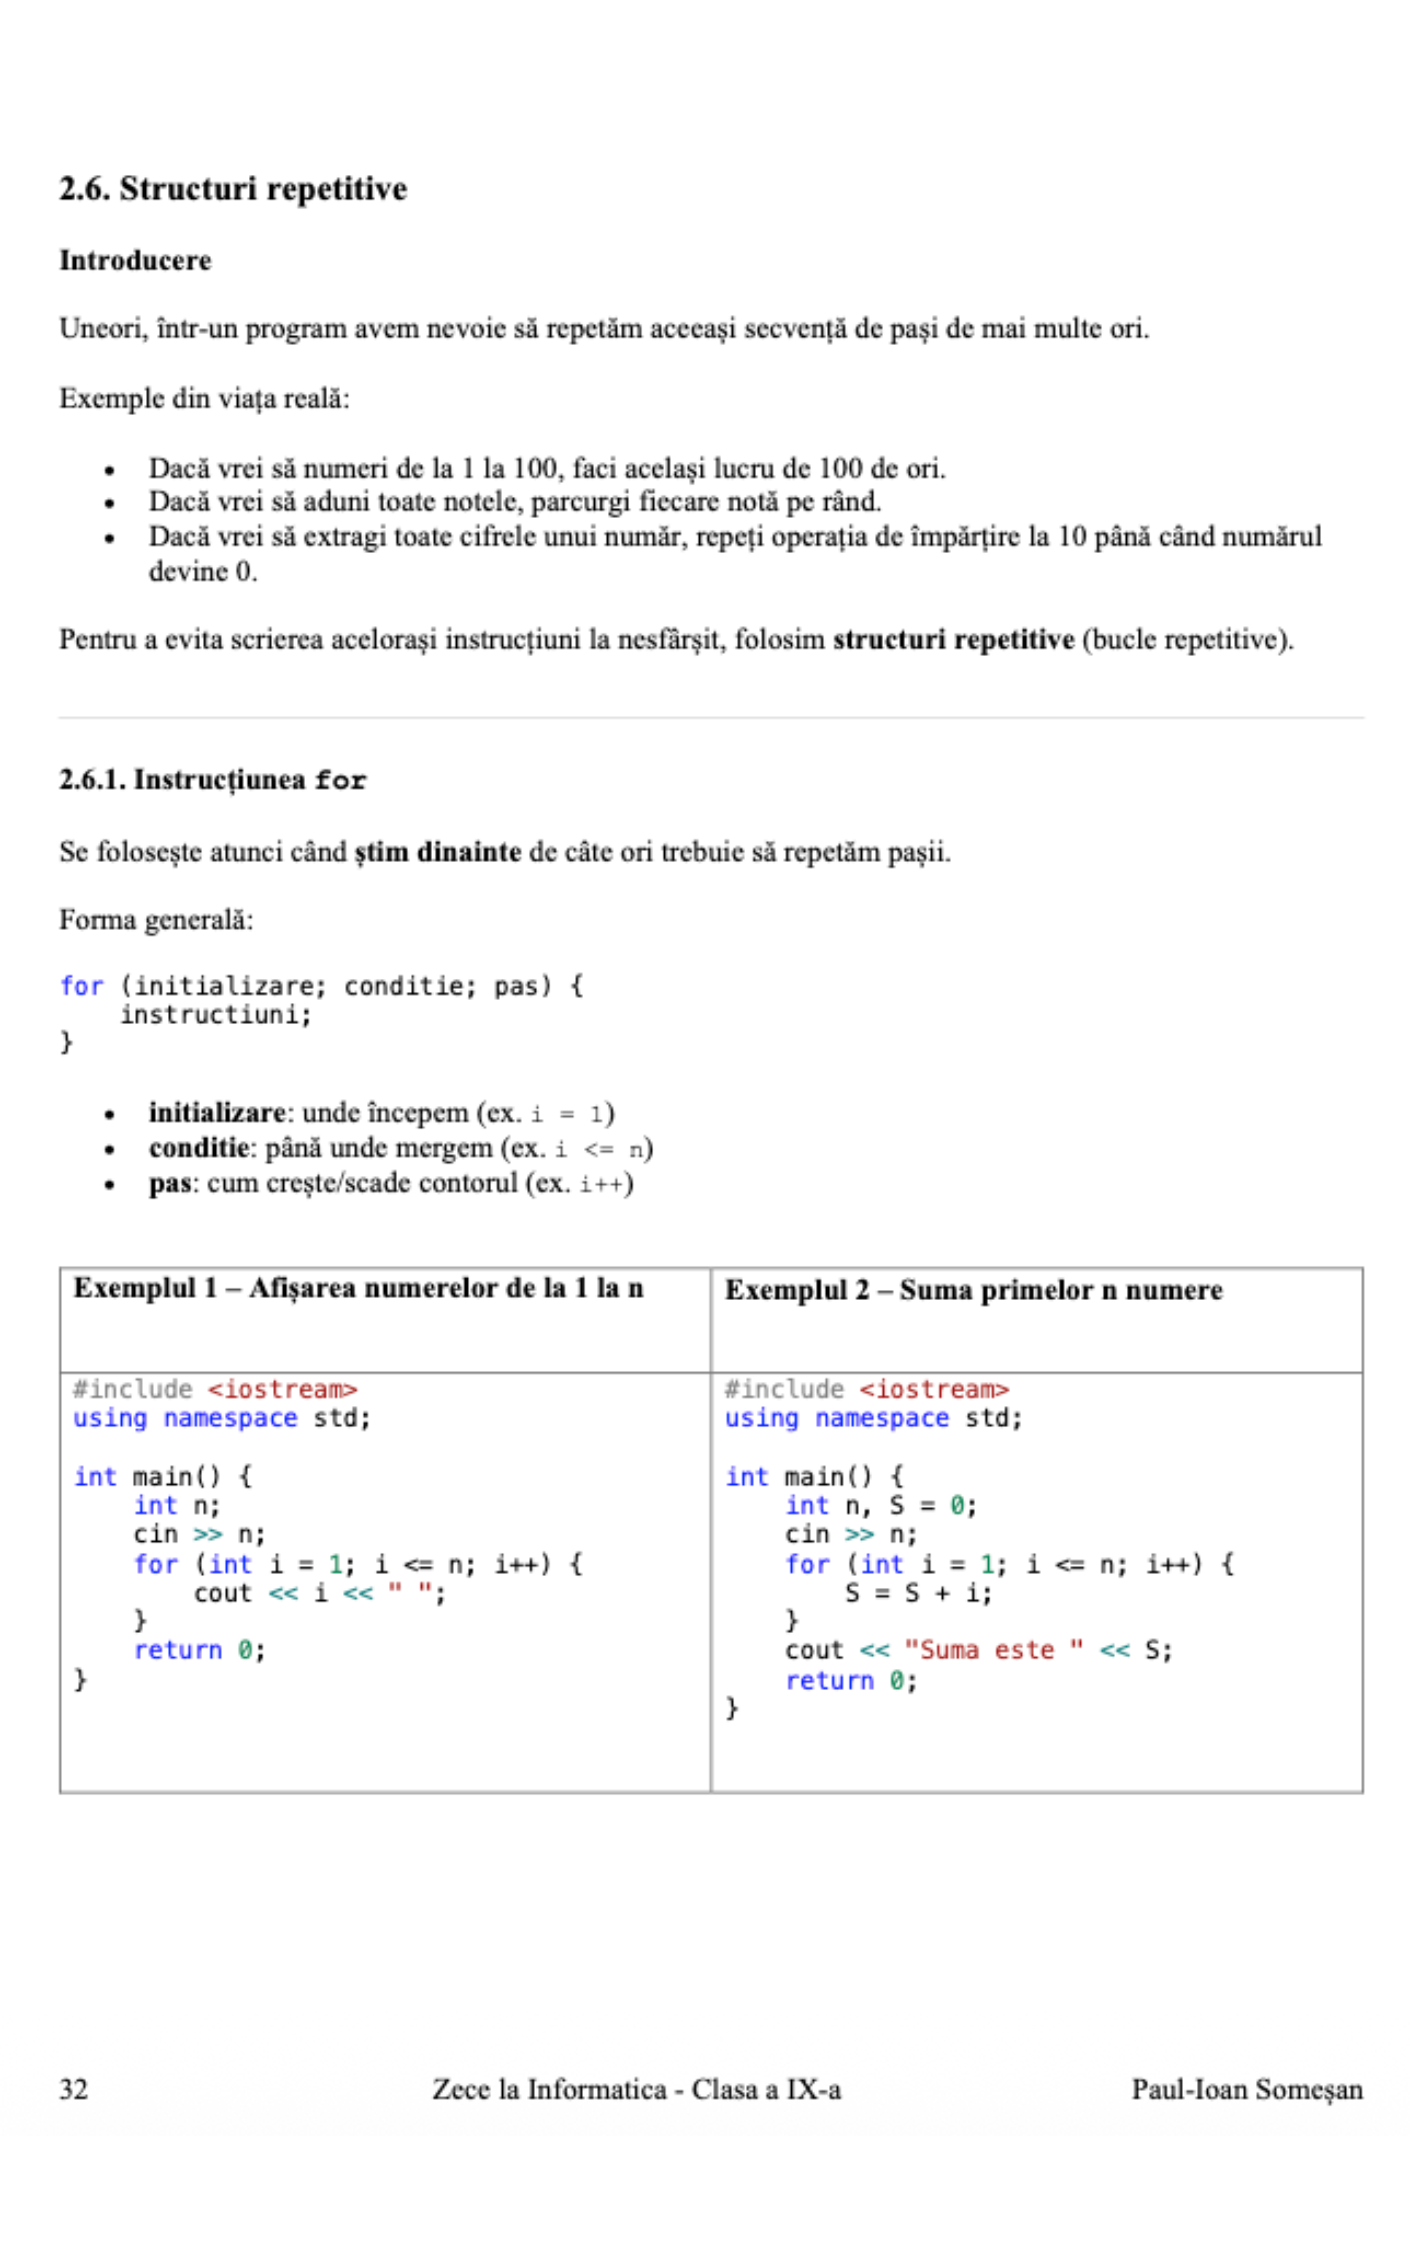 2.6. Structuri repetitive
Introducere
Uneori, într-un program avem nevoie să repetăm aceeași secvență de pași de mai multe ori.
Exemple din viața reală:
• Dacă vrei să numeri de la 1 la 100, faci același lucru de 100 de ori.
• Dacă vrei să aduni toate notele, parcurgi fiecare notă pe rând.
• Dacă vrei să extragi toate cifrele unui număr, repeți operația de împărțire la 10 până când numărul
devine 0.
Pentru a evita scrierea acelorași instrucțiuni la nesfârșit, folosim structuri repetitive (bucle repetitive).
2.6.1. Instrucțiunea for
Se folosește atunci când știm dinainte de câte ori trebuie să repetăm pașii.
Forma generală:
for (initializare; conditie; pas) {
    instructiuni;
}
• initializare: unde începem (ex. i = 1)
• conditie: până unde mergem (ex. i <= n)
• pas: cum crește/scade contorul (ex. i++)
Exemplul 1 – Afișarea numerelor de la 1 la n
#include <iostream>
using namespace std;
int main() {
    int n;
    cin >> n;
    for (int i = 1; i <= n; i++) {
        cout << i << " ";
    }
    return 0;
}
Exemplul 2 – Suma primelor n numere
#include <iostream>
using namespace std;
int main() {
    int n, S = 0;
    cin >> n;
    for (int i = 1; i <= n; i++) {
        S = S + i;
    }
    cout << "Suma este " << S;
    return 0;
}
32 Zece la Informatica - Clasa a IX-a Paul-Ioan Someșan